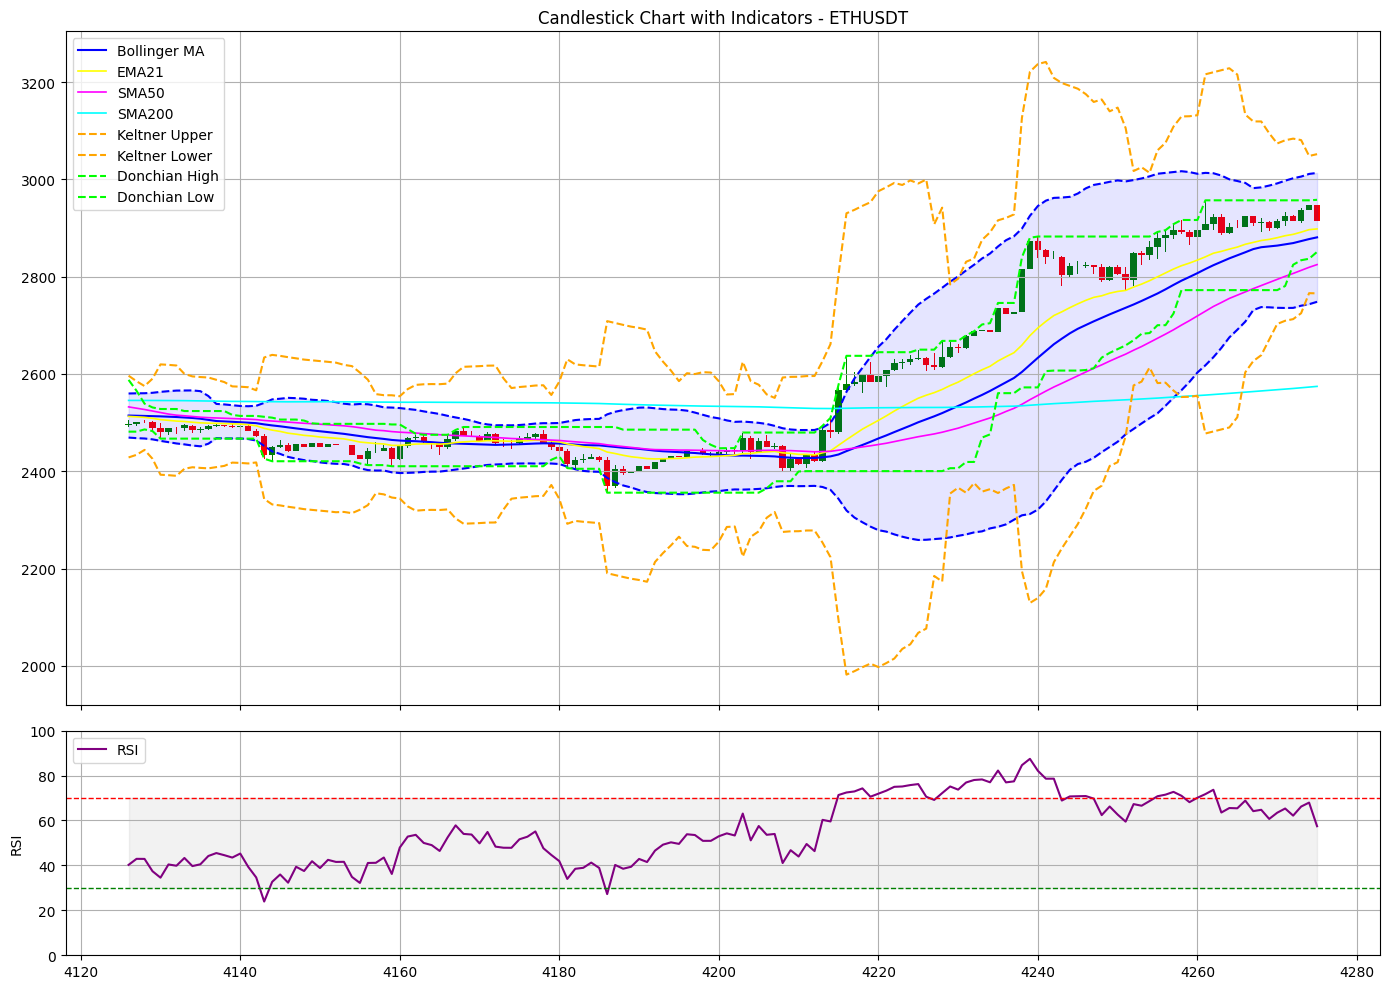 Candlestick Chart with Indicators - ETHUSDT
Bollinger MA
EMA21
SMA50
SMA200
Keltner Upper
Keltner Lower
Donchian High
Donchian Low
3200
3000
2800
2600
2400
2200
2000
RSI
100
80
60
40
20
0
RSI
4120
4140
4160
4180
4200
4220
4240
4260
4280